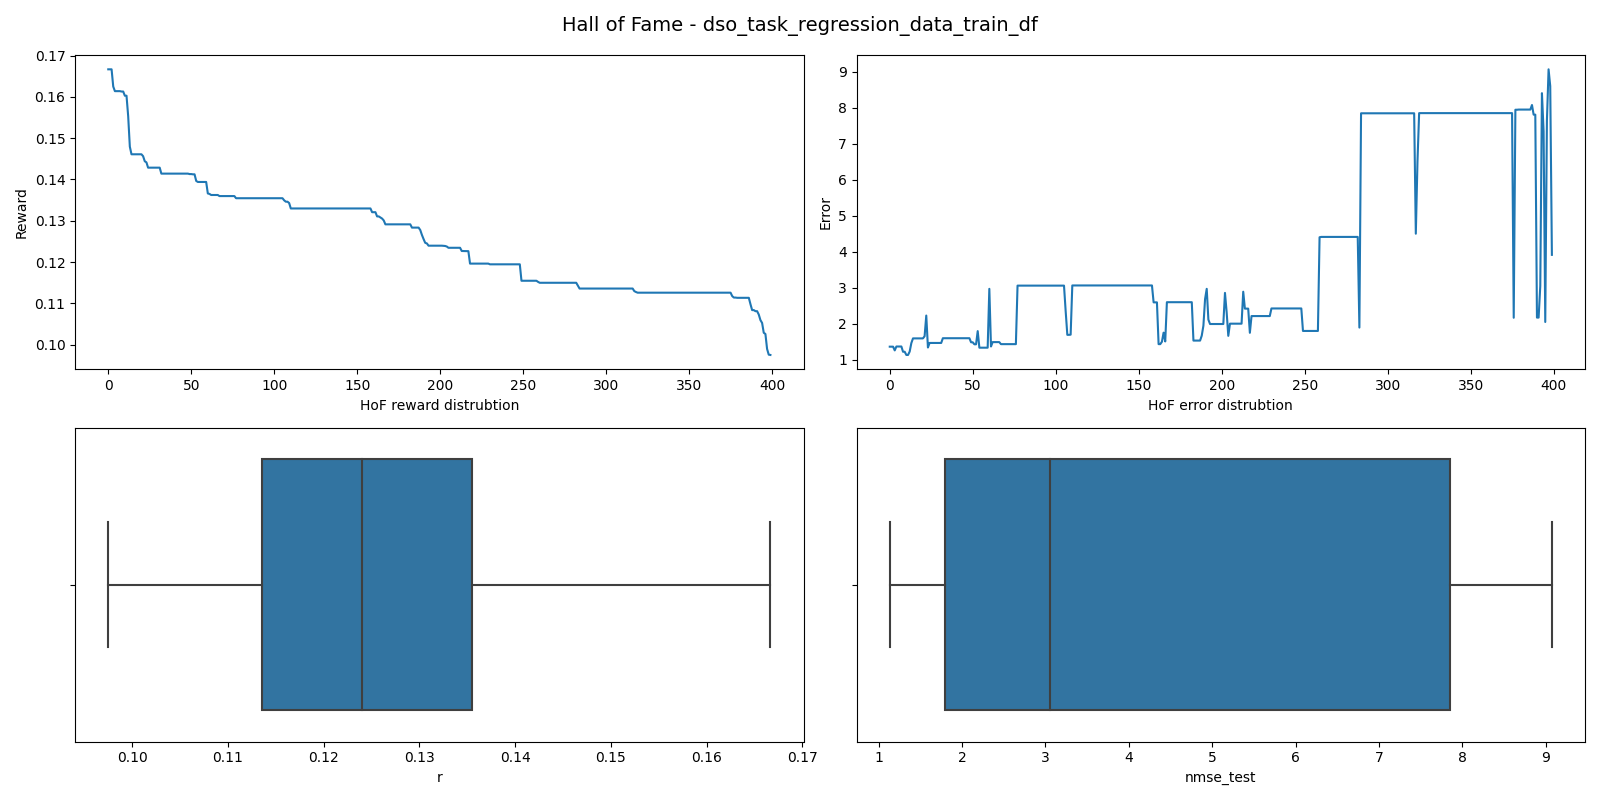 Hall of Fame - dso_task_regression_data_train_df
0.17
0.16
0.15
0.14
0.13
0.12
0.11
0.10
Reward
0 50 100 150 200 250 300 350 400
HoF reward distrubtion
9
8
7
6
5
4
3
2
1
Error
0 50 100 150 200 250 300 350 400
HoF error distrubtion
0.10 0.11 0.12 0.13 0.14 0.15 0.16 0.17
r
1 2 3 4 5 6 7 8 9
nmse_test